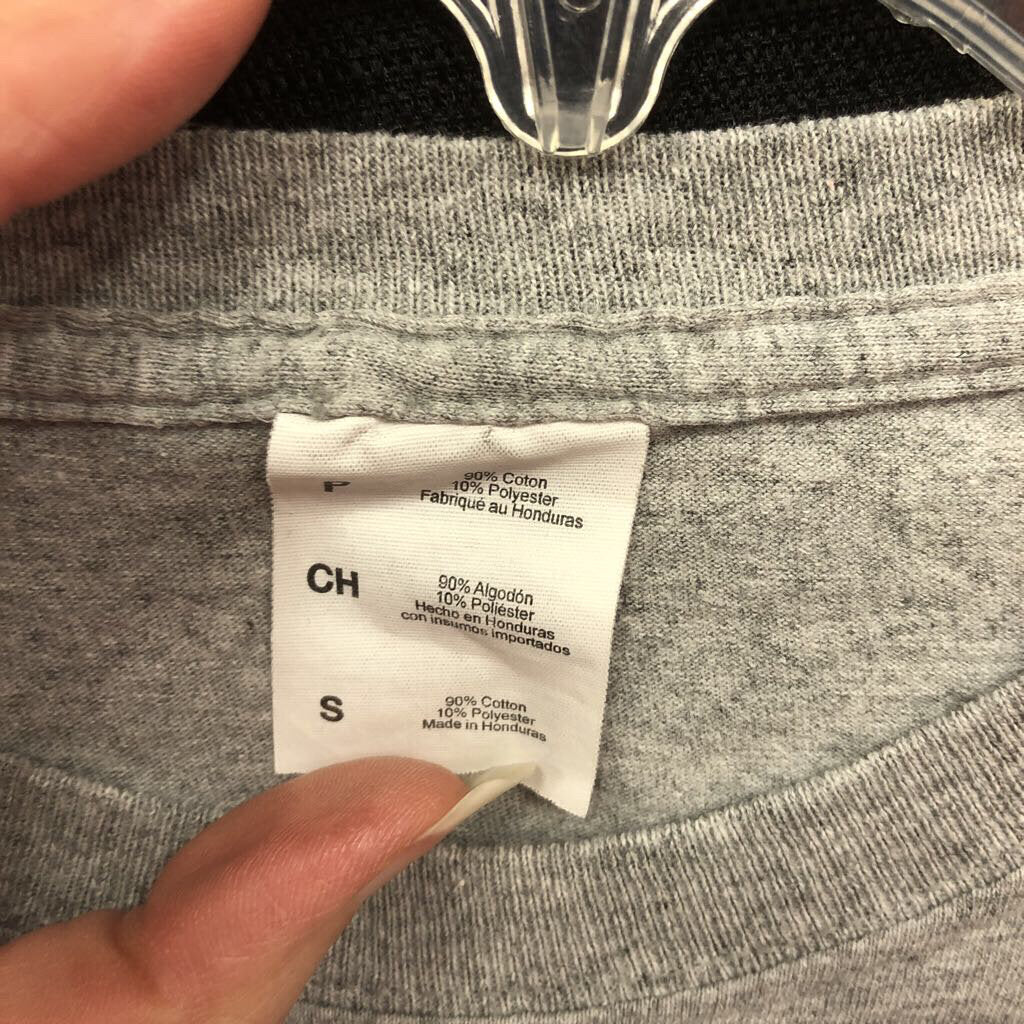 P
90% Coton
10% Polyester
Fabriqué au Honduras
CH
90% Algodón
10% Poliéster
Hecho en Honduras
con insumos importados
S
90% Cotton
10% Polyester
Made in Honduras